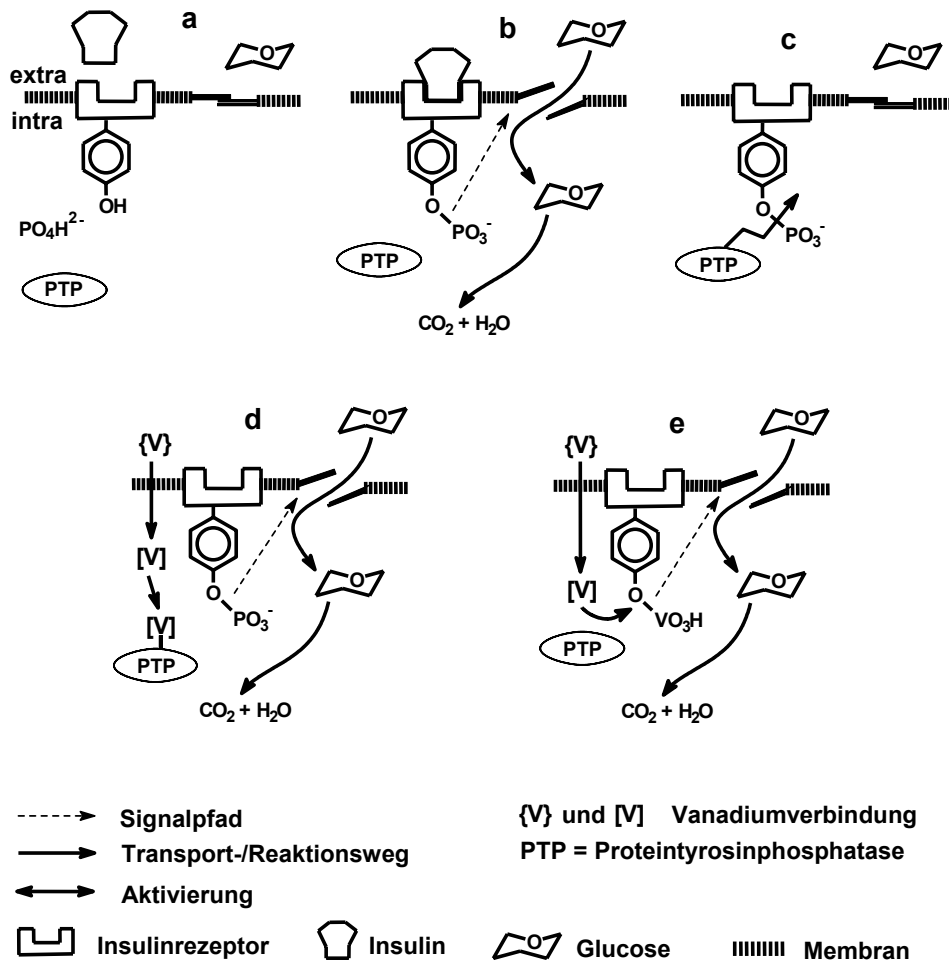 a
extra
intra
O
OH
PO₄H²⁻
PTP
b
O
O
O
PO₃⁻
PTP
CO₂ + H₂O
c
O
O
PO₃⁻
PTP
d
{V}
O
[V]
O
O
PO₃⁻
[V]
PTP
CO₂ + H₂O
e
{V}
O
[V]
O
O
VO₃H
PTP
CO₂ + H₂O
Signalpfad
{V} und [V] Vanadiumverbindung
Transport-/Reaktionsweg
PTP = Proteintyrosinphosphatase
Aktivierung
Insulinrezeptor
Insulin
O
Glucose
Membran